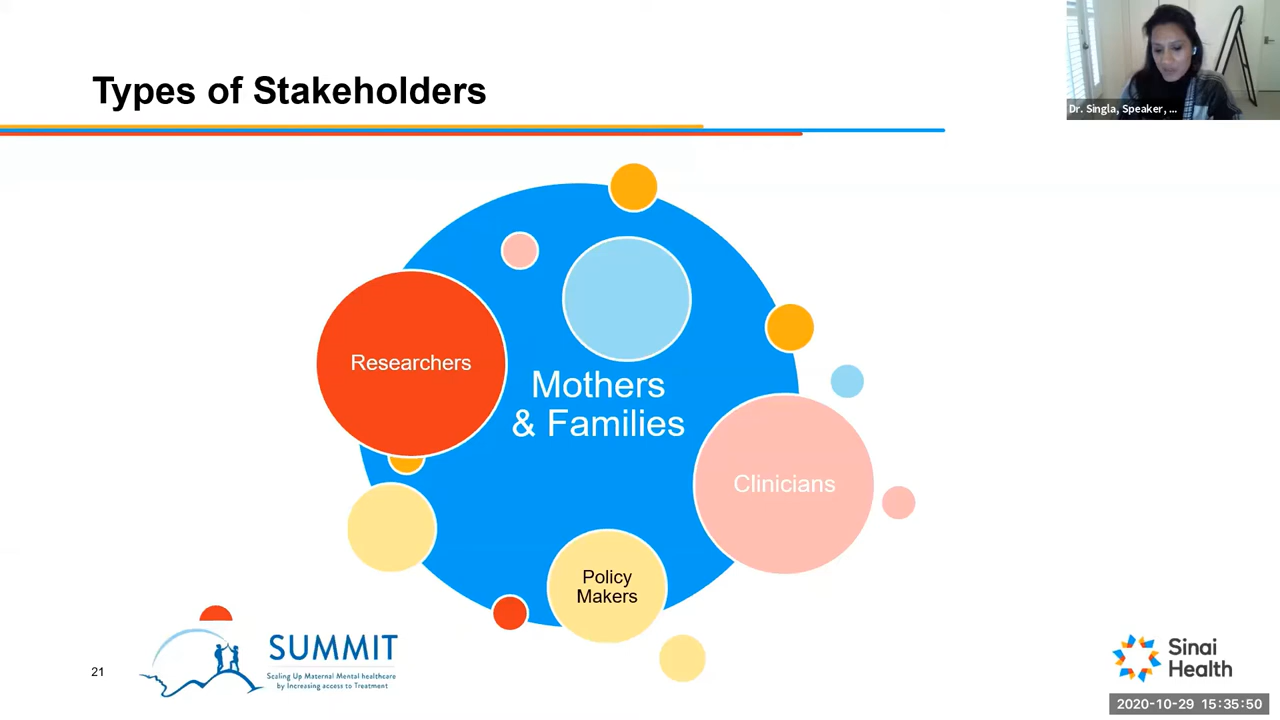 Types of Stakeholders
Dr. Singla, Speaker, ...
Researchers
Mothers
& Families
Clinicians
Policy
Makers
SUMMIT
Scaling Up Maternal Mental healthcare
by Increasing access to Treatment
21
Sinai
Health
2020-10-29 15:35:50